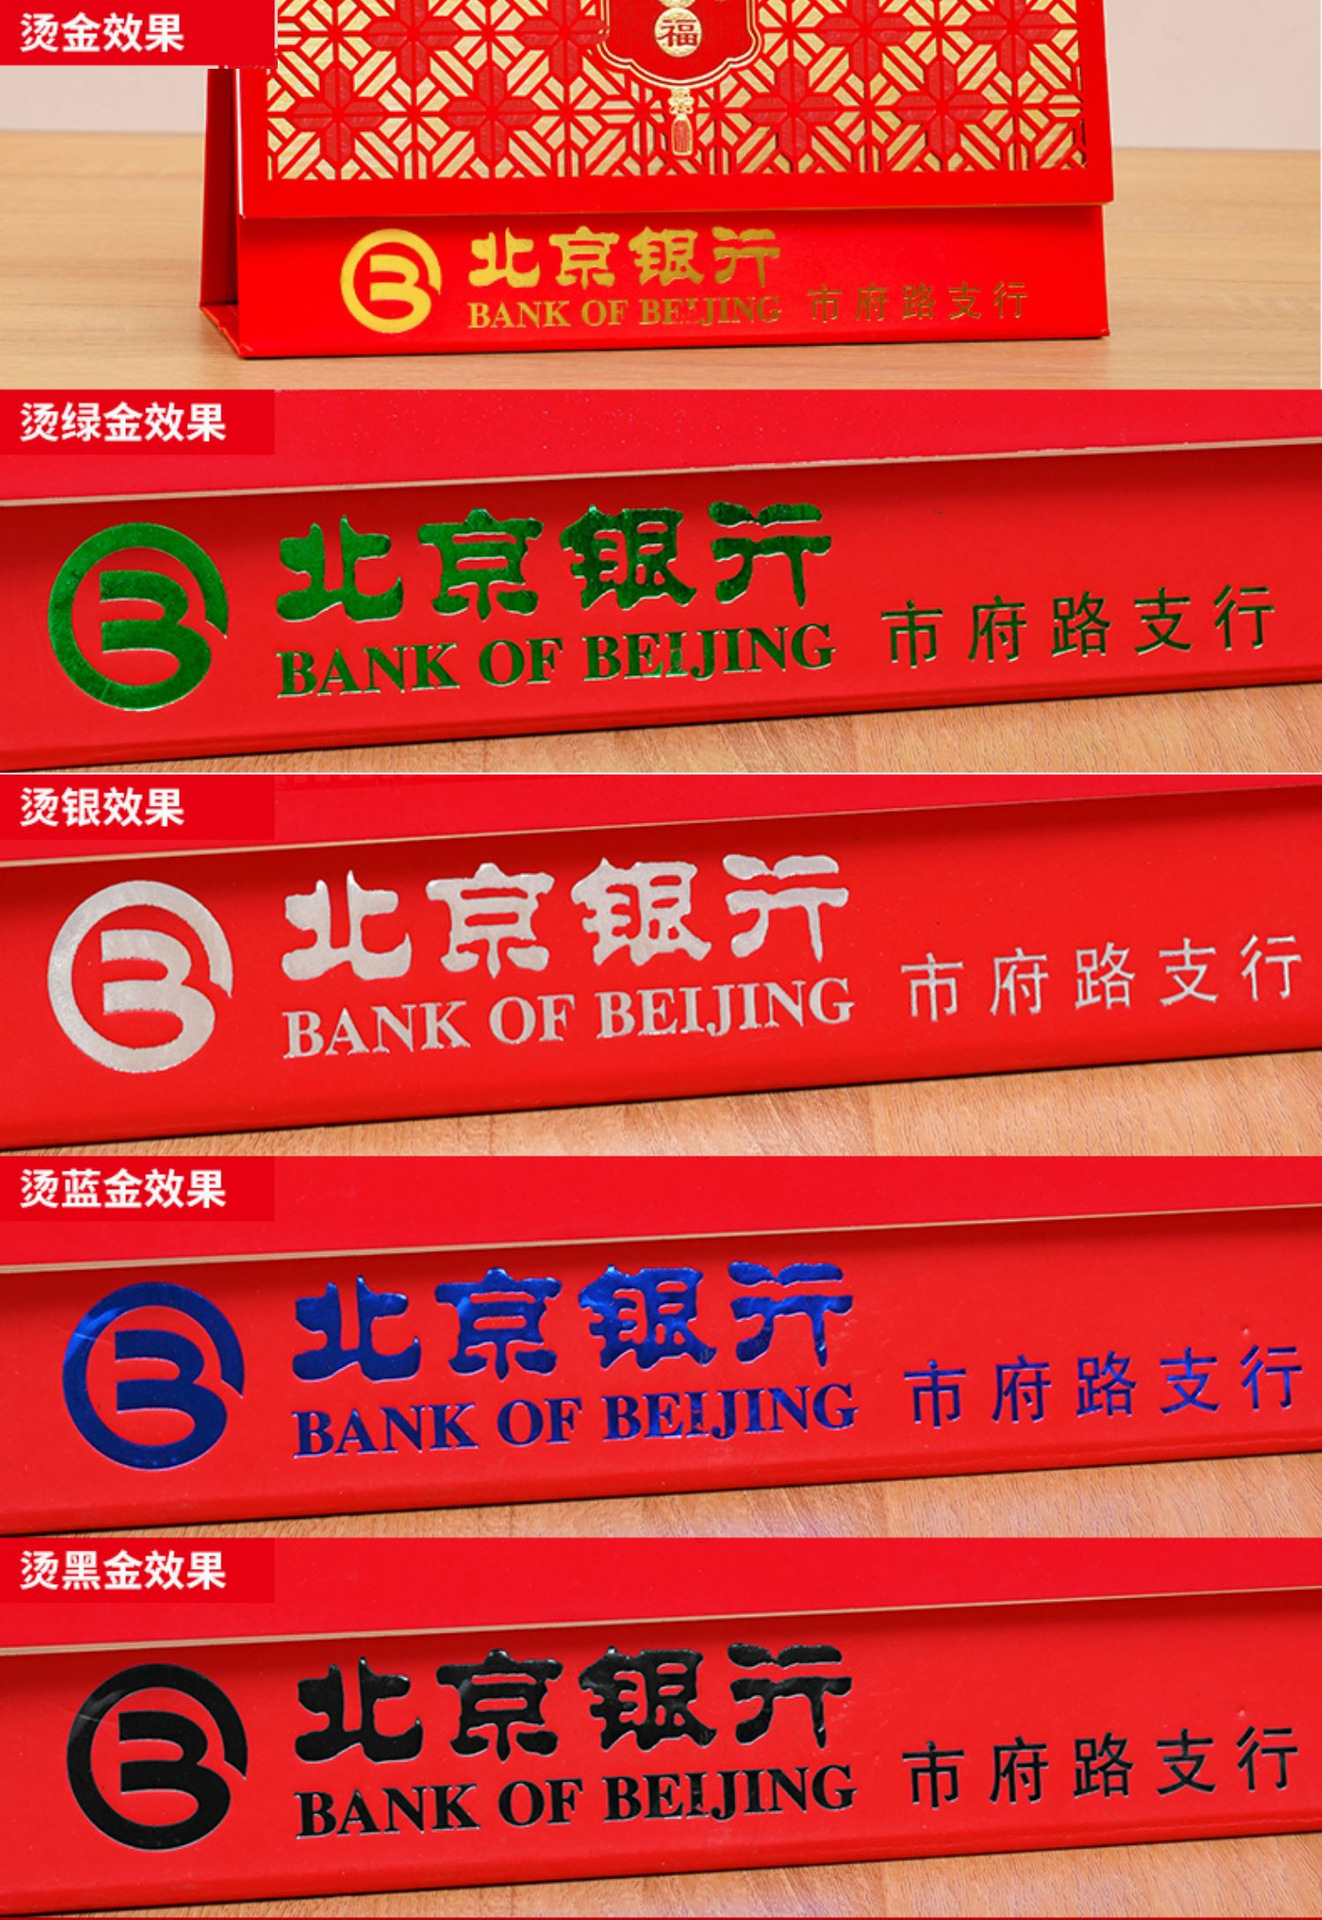 烫金效果
福
北京银行
BANK OF BEIJING 市府路支行
烫绿金效果
北京银行
BANK OF BEIJING 市府路支行
烫银效果
北京银行
BANK OF BEIJING 市府路支行
烫蓝金效果
北京银行
BANK OF BEIJING 市府路支行
烫黑金效果
北京银行
BANK OF BEIJING 市府路支行